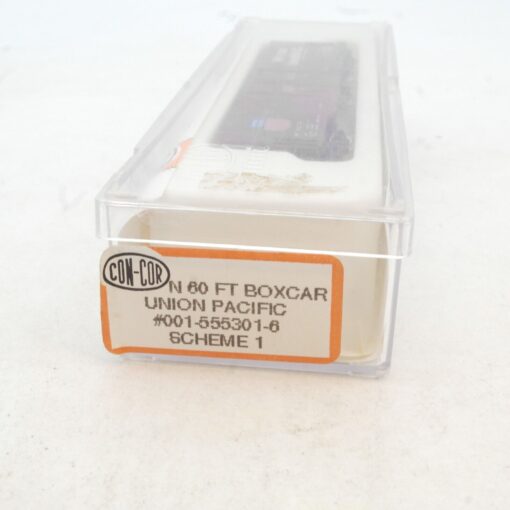 CON-COR
N 60 FT BOXCAR
UNION PACIFIC
#001-555301-6
SCHEME 1